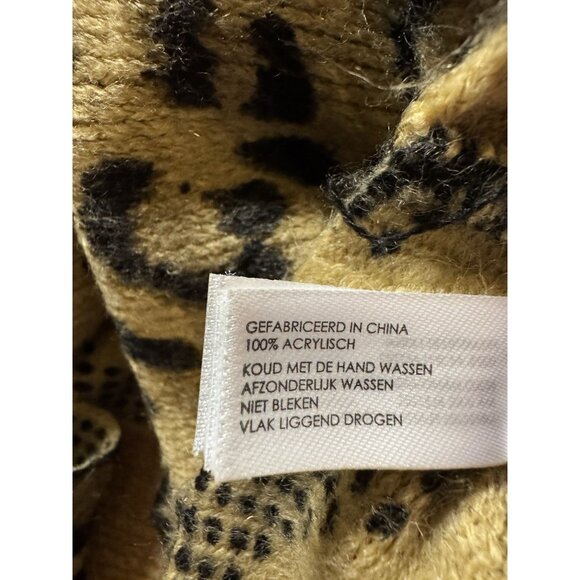 GEFABRICEERD IN CHINA
100% ACRYLISCH
KOUD MET DE HAND WASSEN
AFZONDERLIJK WASSEN
NIET BLEKEN
VLAK LIGGEND DROGEN